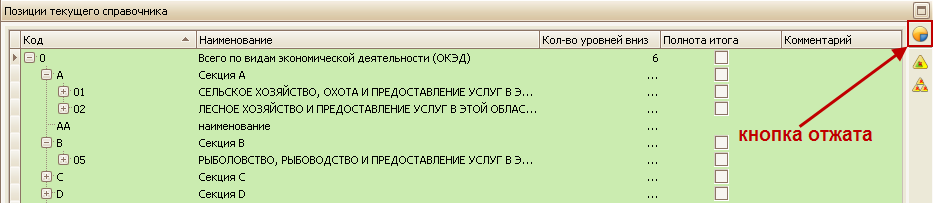 Позиции текущего справочника
Код Наименование Кол-во уровней вниз Полнота итога Комментарий
0 Всего по видам экономической деятельности (ОКЭД) 6
A Секция A
01 СЕЛЬСКОЕ ХОЗЯЙСТВО, ОХОТА И ПРЕДОСТАВЛЕНИЕ УСЛУГ В Э... ...
02 ЛЕСНОЕ ХОЗЯЙСТВО И ПРЕДОСТАВЛЕНИЕ УСЛУГ В ЭТОЙ ОБЛАС... ...
AA наименование ...
B Секция B ...
05 РЫБОЛОВСТВО, РЫБОВОДСТВО И ПРЕДОСТАВЛЕНИЕ УСЛУГ В Э... ...
C Секция C ...
D Секция D ...
кнопка отжата